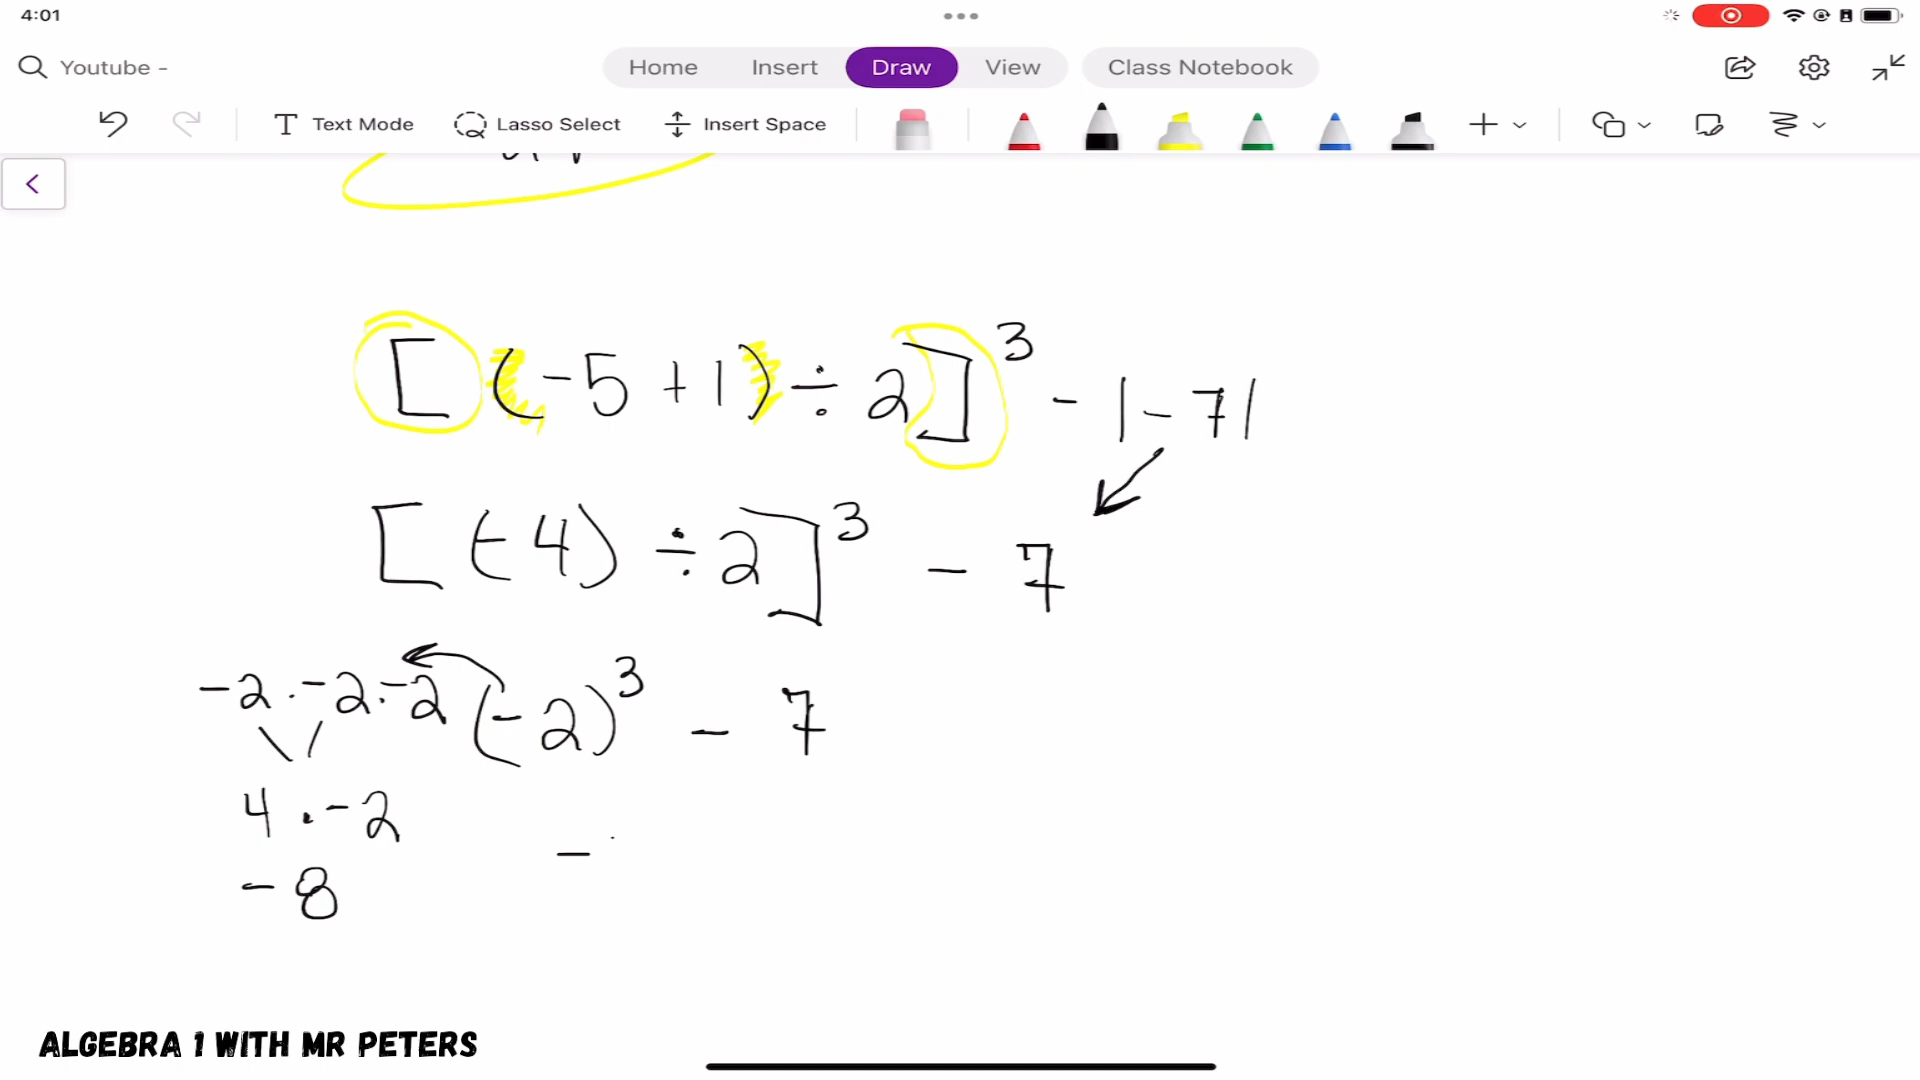 4:01
Youtube -
Home Insert Draw View Class Notebook
Text Mode Lasso Select Insert Space
[(-5 + 1) ÷ 2]³ - |-7|
[(-4) ÷ 2]³ - 7
-2 · -2 · -2 (-2)³ - 7
4 · -2
-
- 8
ALGEBRA 1 WITH MR PETERS